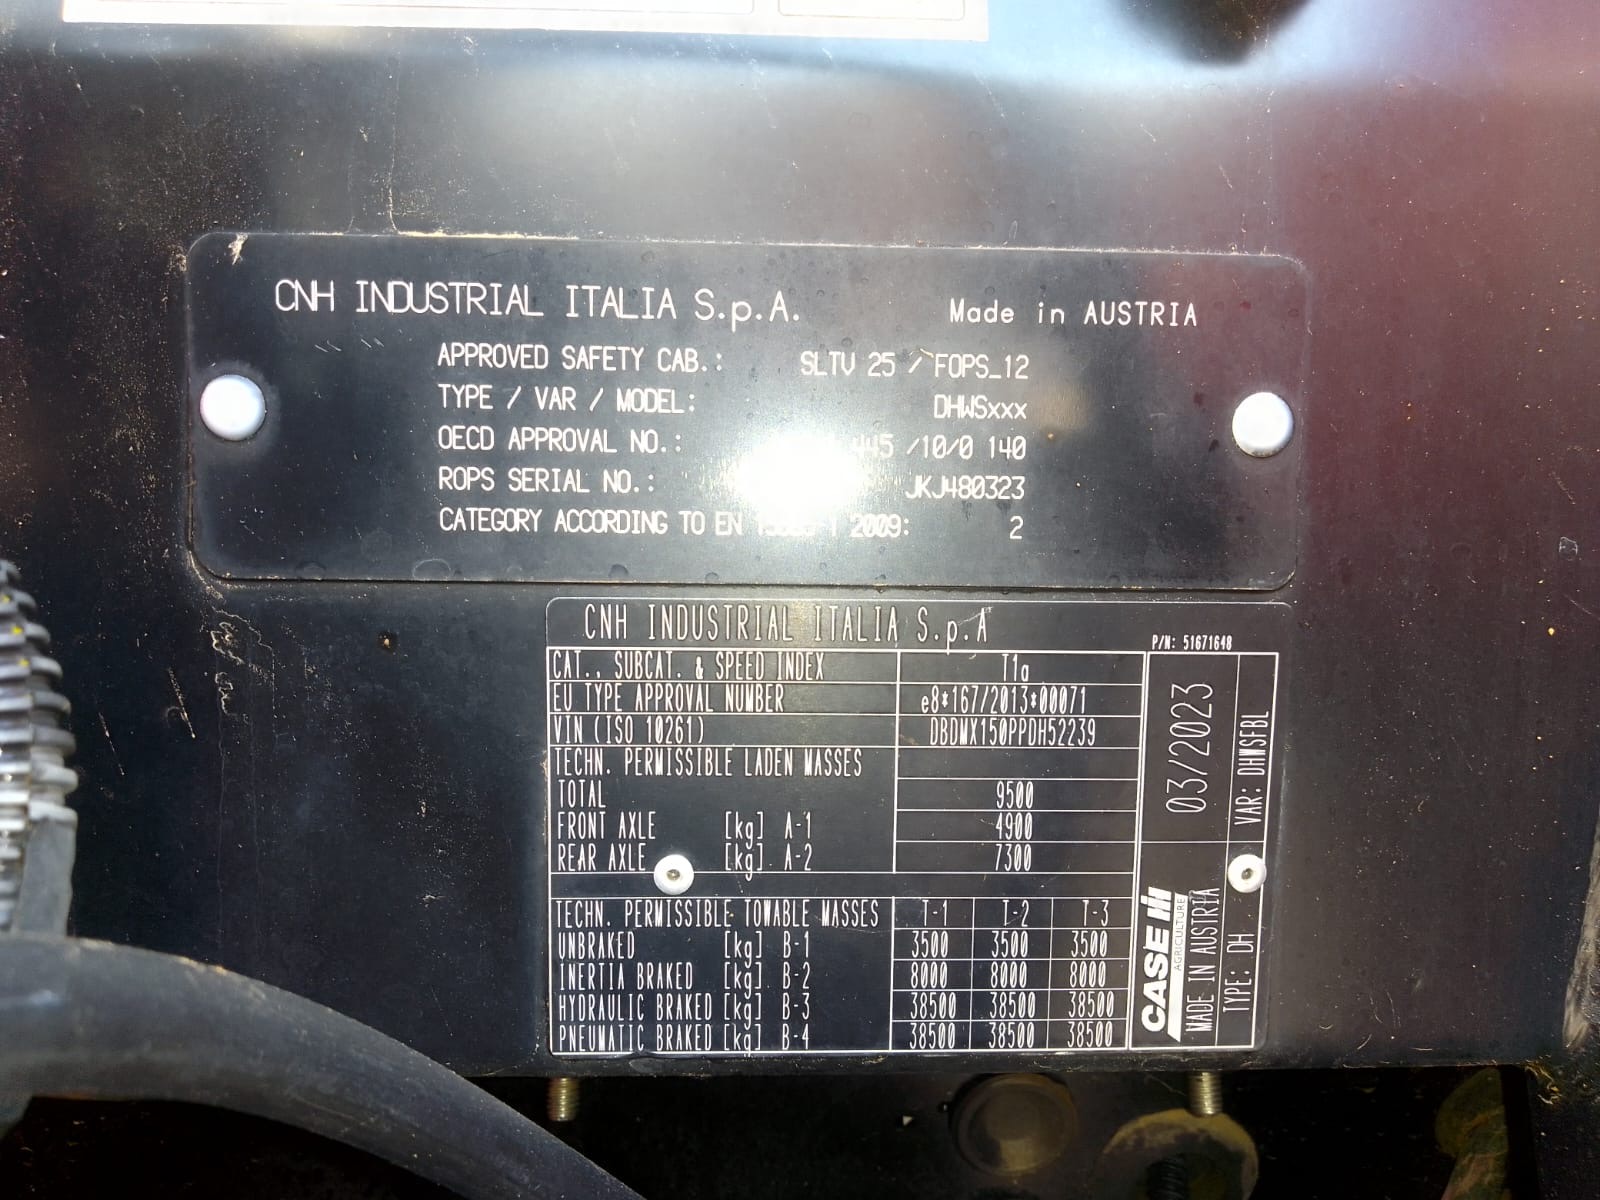 CNH INDUSTRIAL ITALIA S.p.A. Made in AUSTRIA
APPROVED SAFETY CAB.: SLTV 25 / FOPS_12
TYPE / VAR / MODEL: DHWSxxx
OECD APPROVAL NO.: 445 /10/0 140
ROPS SERIAL NO.: JKJ480323
CATEGORY ACCORDING TO EN 2009: 2
CNH INDUSTRIAL ITALIA S.p.A
P/N: 51671648
CAT., SUBCAT. & SPEED INDEX T1a
EU TYPE APPROVAL NUMBER e8*167/2013*00071
VIN (ISO 10261) DBDMX150PPDH52239
TECHN. PERMISSIBLE LADEN MASSES
TOTAL 9500
FRONT AXLE [kg] A-1 4900
REAR AXLE [kg] A-2 7300
TECHN. PERMISSIBLE TOWABLE MASSES T-1 T-2 T-3
UNBRAKED [kg] B-1 3500 3500 3500
INERTIA BRAKED [kg] B-2 8000 8000 8000
HYDRAULIC BRAKED [kg] B-3 38500 38500 38500
PNEUMATIC BRAKED [kg] B-4 38500 38500 38500
03/2023
CASE IH
AGRICULTURE
MADE IN AUSTRIA
TYPE: DH VAR: DHWSFBL